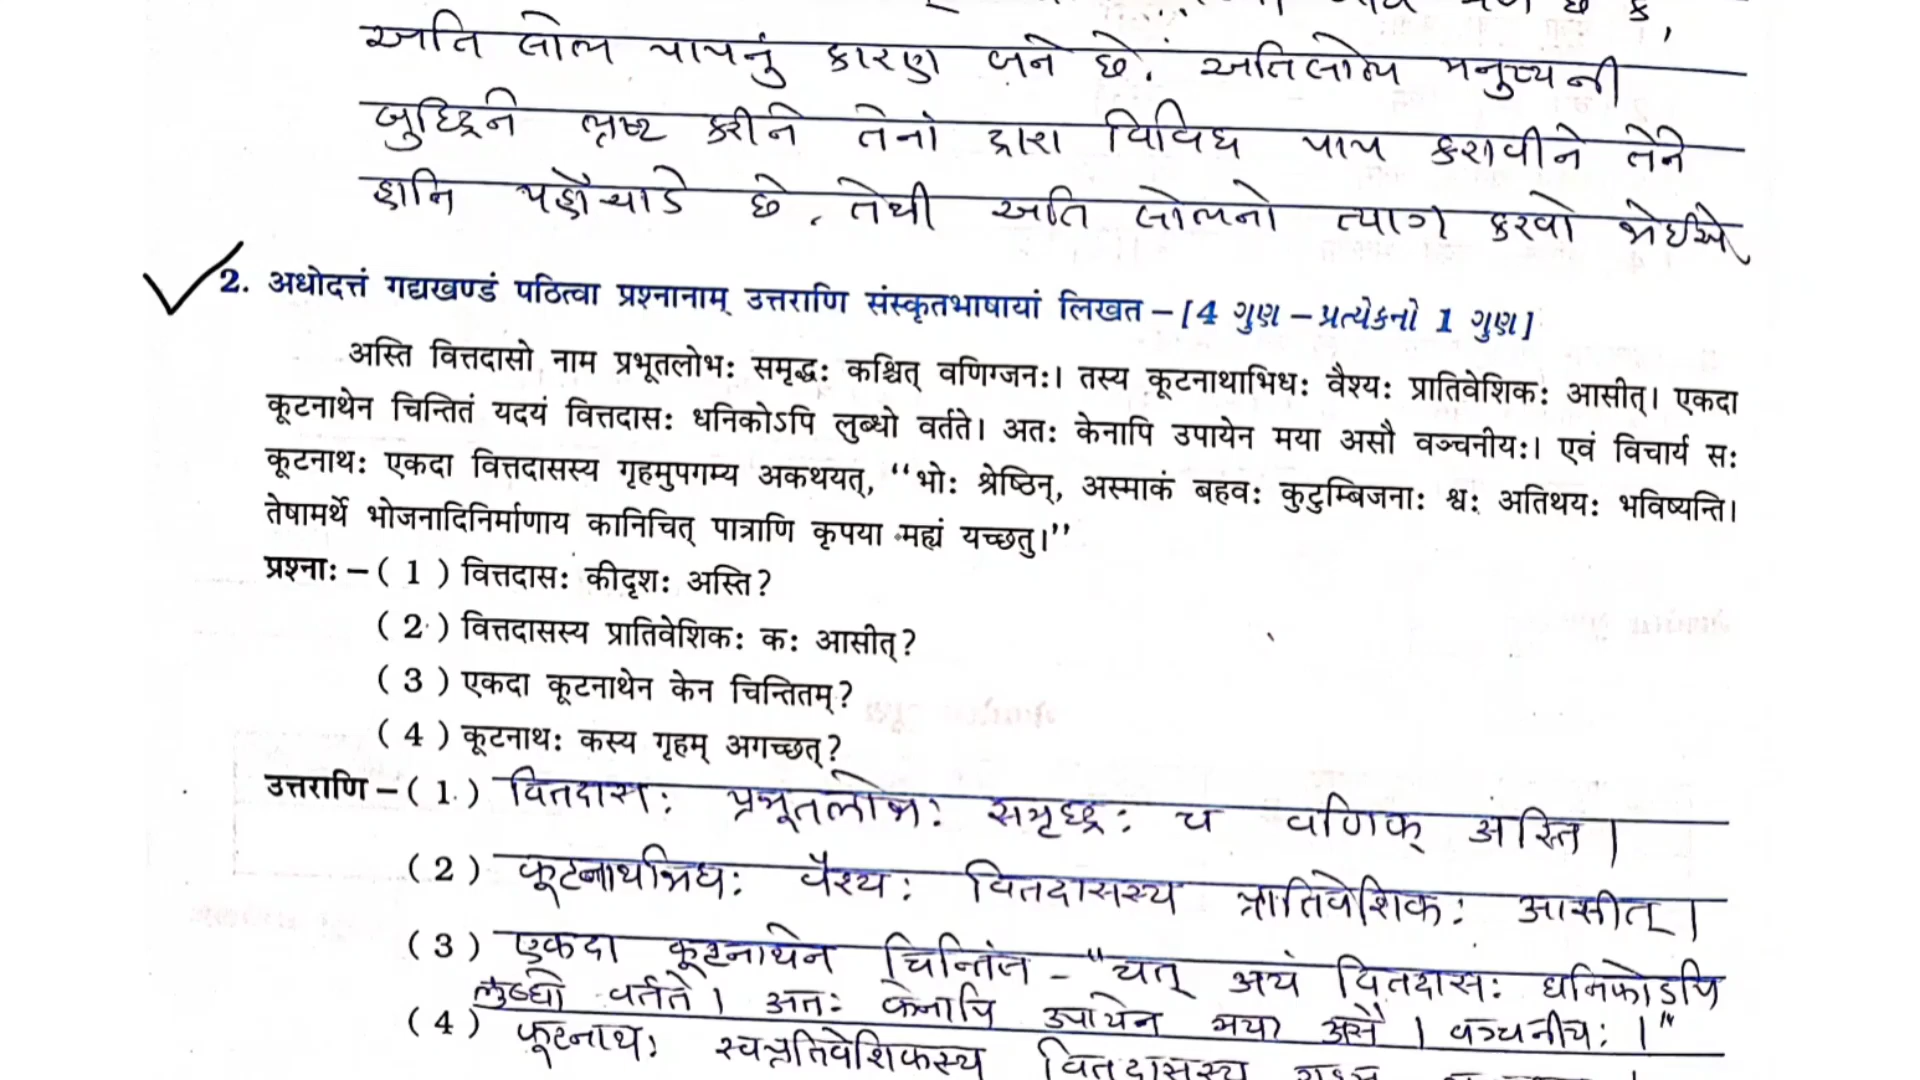 અતિ લોભ પાપનું કારણ બને છે. અતિલોભ મનુષ્યની
બુદ્ધિને ભ્રષ્ટ કરીને તેનાં દ્વારા વિવિધ પાપ કરાવીને તેને
હાનિ પહોંચાડે છે. તેથી અતિ લોભનો ત્યાગ કરવો જોઈએ
2. अधोदत्तं गद्यखण्डं पठित्वा प्रश्नानाम् उत्तराणि संस्कृतभाषायां लिखत – [4 ગુણ – પ્રત્યેકનો 1 ગુણ]
अस्ति वित्तदासो नाम प्रभूतलोभः समृद्धः कश्चित् वणिग्जनः। तस्य कूटनाथाभिधः वैश्यः प्रातिवेशिकः आसीत्। एकदा
कूटनाथेन चिन्तितं यदयं वित्तदासः धनिकोऽपि लुब्धो वर्तते। अतः केनापि उपायेन मया असौ वञ्चनीयः। एवं विचार्य सः
कूटनाथः एकदा वित्तदासस्य गृहमुपगम्य अकथयत्, “भोः श्रेष्ठिन्, अस्माकं बहवः कुटुम्बिजनाः श्वः अतिथयः भविष्यन्ति।
तेषामर्थे भोजनादिनिर्माणाय कानिचित् पात्राणि कृपया मह्यं यच्छतु।”
प्रश्नाः – ( 1 ) वित्तदासः कीदृशः अस्ति?
( 2 ) वित्तदासस्य प्रातिवेशिकः कः आसीत्?
( 3 ) एकदा कूटनाथेन केन चिन्तितम्?
( 4 ) कूटनाथः कस्य गृहम् अगच्छत्?
उत्तराणि – ( 1 ) वितदासः प्रभूतलोभः समृध्द्रः च वणिक् अस्ति।
( 2 ) कूटनाथभिधः वैश्यः वितदासस्य प्रातिवेशिकः आसीत्।
( 3 ) एकदा कूटनाथेन चिन्तितं – “यत् अयं वितदासः धनिकोऽपि
लुब्धो वर्तते। अतः केनापि उपायेन मया असौ। वञ्चनीयः।”
( 4 ) कूटनाथः स्वप्रतिवेशिकस्य वितदासस्य